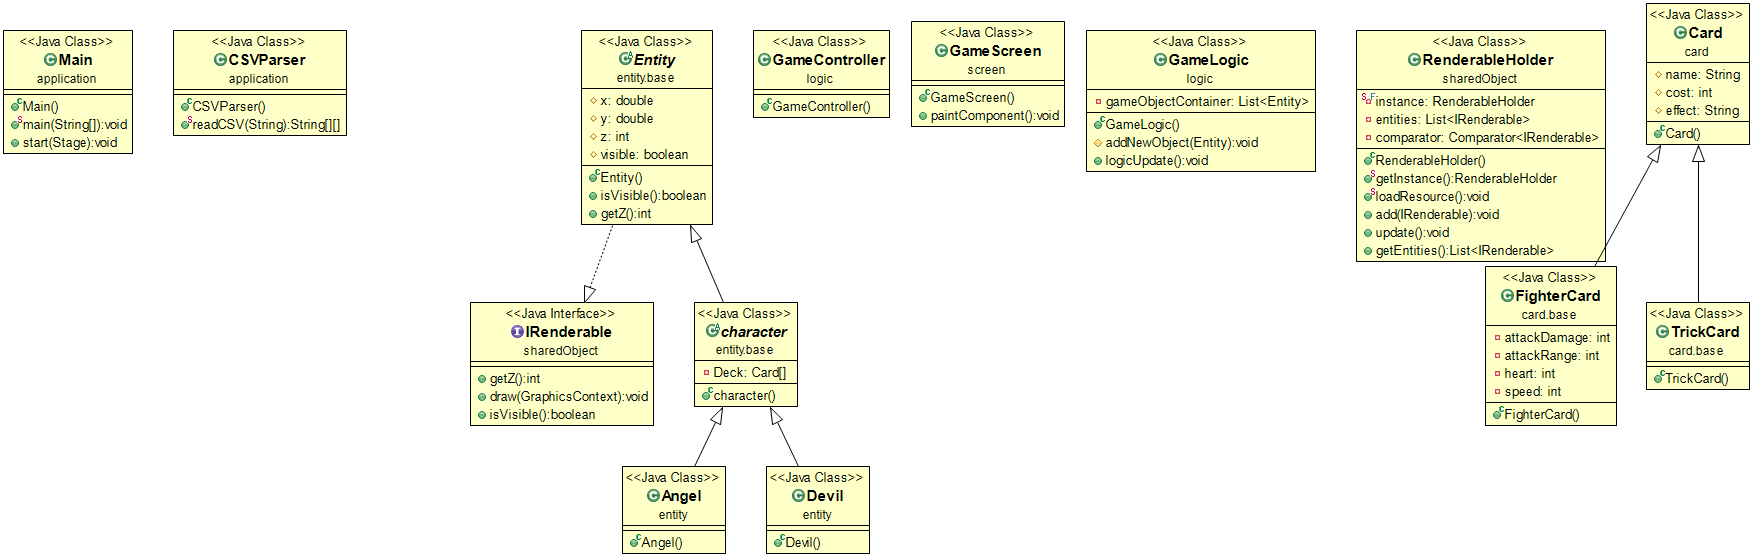 <<Java Class>>
Main
application
Main()
main(String[]):void
start(Stage):void
<<Java Class>>
CSVParser
application
CSVParser()
readCSV(String):String[][]
<<Java Class>>
Entity
entity.base
x: double
y: double
z: int
visible: boolean
Entity()
isVisible():boolean
getZ():int
<<Java Class>>
GameController
logic
GameController()
<<Java Class>>
GameScreen
screen
GameScreen()
paintComponent():void
<<Java Class>>
GameLogic
logic
gameObjectContainer: List<Entity>
GameLogic()
addNewObject(Entity):void
logicUpdate():void
<<Java Class>>
RenderableHolder
sharedObject
instance: RenderableHolder
entities: List<IRenderable>
comparator: Comparator<IRenderable>
RenderableHolder()
getInstance():RenderableHolder
loadResource():void
add(IRenderable):void
update():void
getEntities():List<IRenderable>
<<Java Class>>
Card
card
name: String
cost: int
effect: String
Card()
<<Java Interface>>
IRenderable
sharedObject
getZ():int
draw(GraphicsContext):void
isVisible():boolean
<<Java Class>>
character
entity.base
Deck: Card[]
character()
<<Java Class>>
FighterCard
card.base
attackDamage: int
attackRange: int
heart: int
speed: int
FighterCard()
<<Java Class>>
TrickCard
card.base
TrickCard()
<<Java Class>>
Angel
entity
Angel()
<<Java Class>>
Devil
entity
Devil()